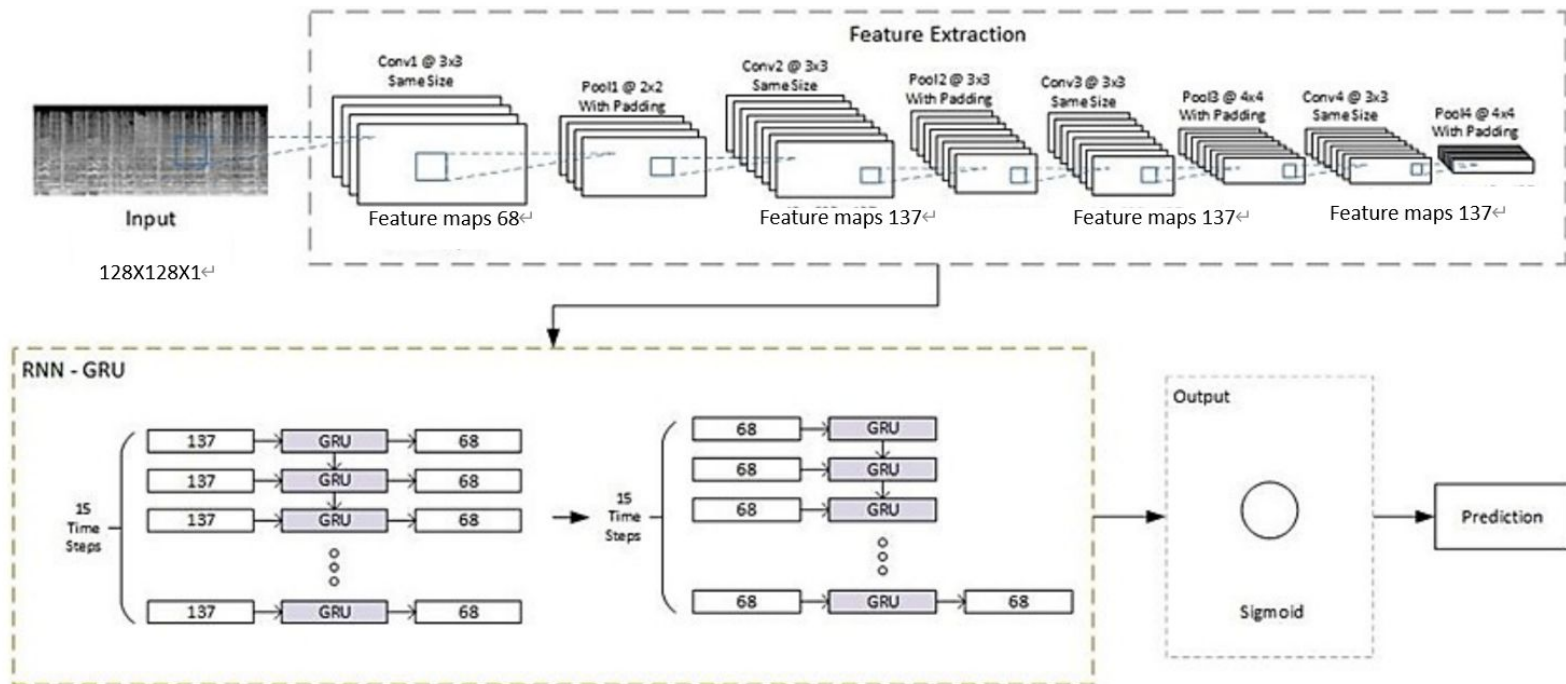 Feature Extraction
Conv1 @ 3x3
Same Size
Pool1 @ 2x2
With Padding
Conv2 @ 3x3
Same Size
Pool2 @ 3x3
With Padding
Conv3 @ 3x3
Same Size
Pool3 @ 4x4
With Padding
Conv4 @ 3x3
Same Size
Pool4 @ 4x4
With Padding
Input
128X128X1↵
Feature maps 68↵
Feature maps 137↵
Feature maps 137↵
Feature maps 137↵
RNN - GRU
15
Time
Steps
137 GRU 68
137 GRU 68
137 GRU 68
137 GRU 68
15
Time
Steps
68 GRU
68 GRU
68 GRU
68 GRU 68
Output
Sigmoid
Prediction